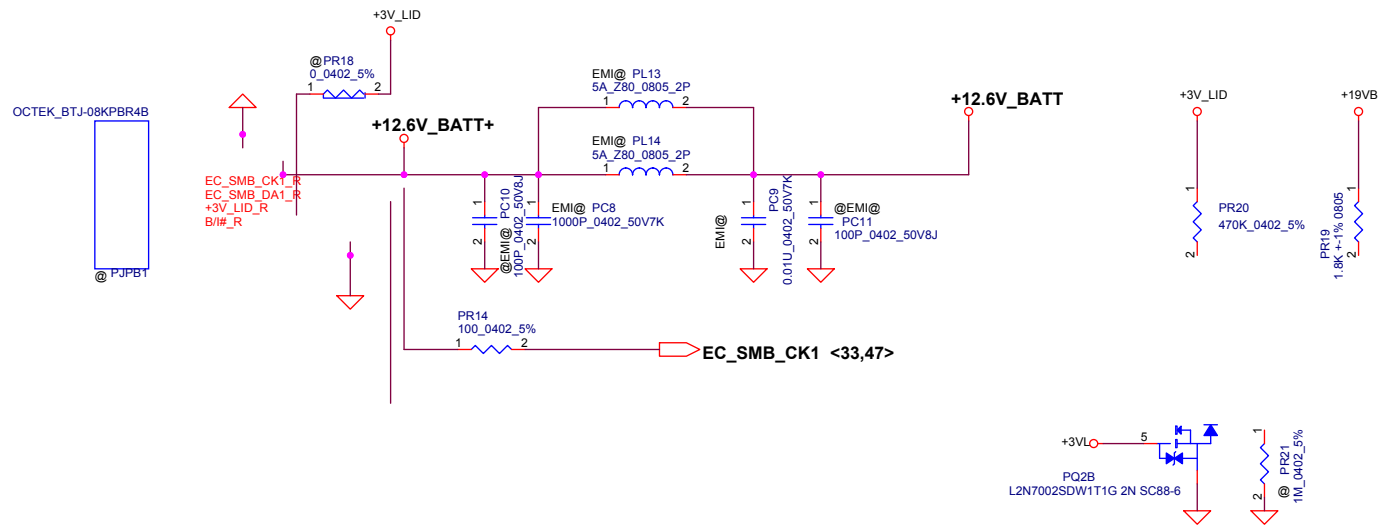 +3V_LID
@ PR18
0_0402_5%
1 2
OCTEK_BTJ-08KPBR4B
@ PJPB1
EC_SMB_CK1_R
EC_SMB_DA1_R
+3V_LID_R
B/I#_R
+12.6V_BATT+
EMI@ PL13
5A_Z80_0805_2P
1 2
EMI@ PL14
5A_Z80_0805_2P
1 2
+12.6V_BATT
1
2
@EMI@ PC10
100P_0402_50V8J
1
2
EMI@ PC8
1000P_0402_50V7K
1
2
EMI@ PC9
0.01U_0402_50V7K
1
2
@EMI@
PC11
100P_0402_50V8J
PR14
100_0402_5%
1 2
EC_SMB_CK1 <33,47>
+3V_LID
1
2
PR20
470K_0402_5%
+19VB
1
2
PR19
1.8K +-1% 0805
+3VL
5
PQ2B
L2N7002SDW1T1G 2N SC88-6
1
2
@ PR21
1M_0402_5%